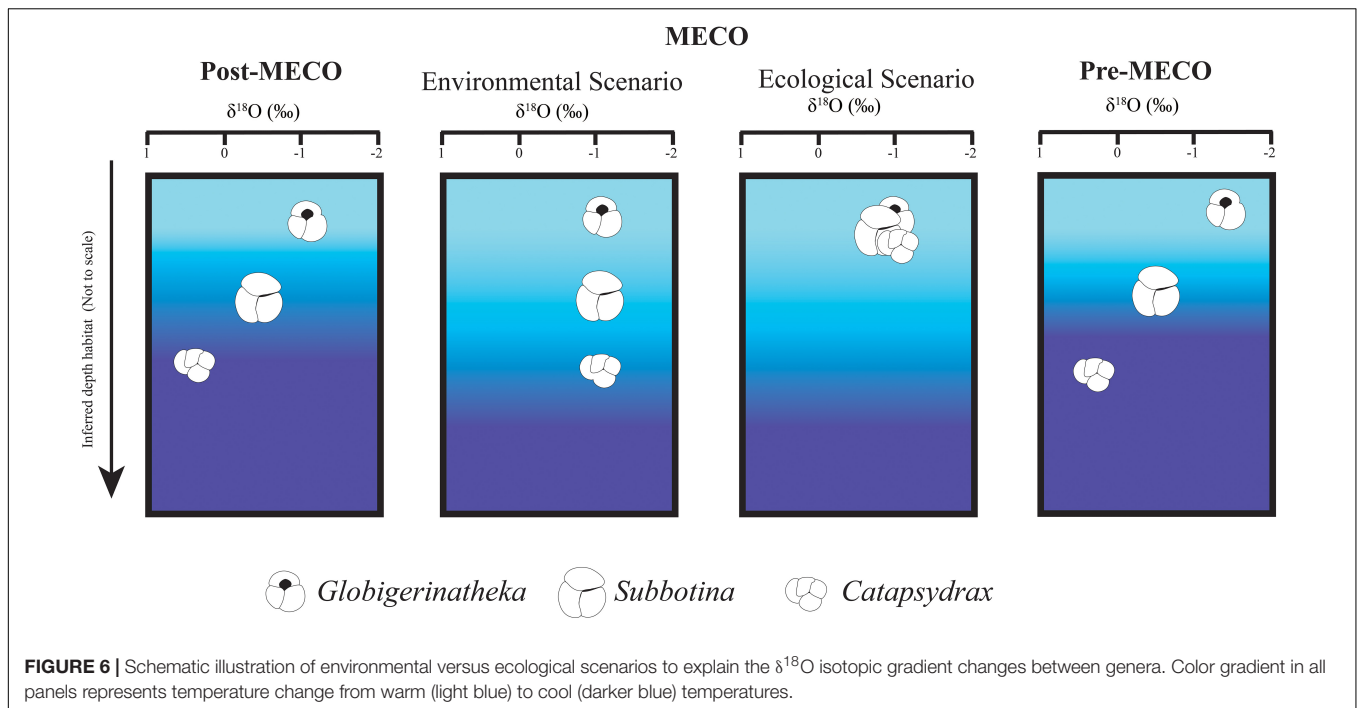 MECO
Post-MECO
Environmental Scenario
Ecological Scenario
Pre-MECO
δ¹⁸O (‰)
δ¹⁸O (‰)
δ¹⁸O (‰)
δ¹⁸O (‰)
1 0 -1 -2
1 0 -1 -2
1 0 -1 -2
1 0 -1 -2
Inferred depth habitat (Not to scale)
Globigerinatheka
Subbotina
Catapsydrax
FIGURE 6 | Schematic illustration of environmental versus ecological scenarios to explain the δ¹⁸O isotopic gradient changes between genera. Color gradient in all
panels represents temperature change from warm (light blue) to cool (darker blue) temperatures.